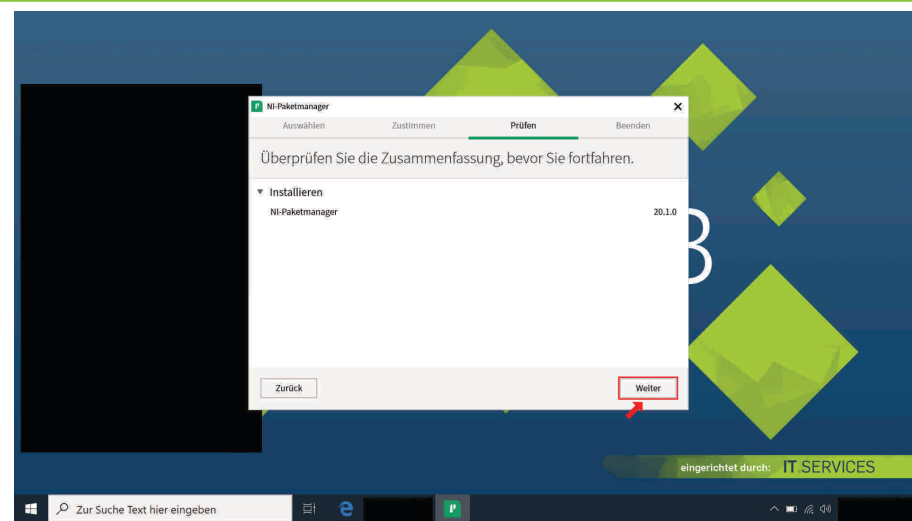 NI-Paketmanager
Auswählen Zustimmen Prüfen Beenden
Überprüfen Sie die Zusammenfassung, bevor Sie fortfahren.
Installieren
NI-Paketmanager 20.1.0
Zurück Weiter
eingerichtet durch: IT.SERVICES
Zur Suche Text hier eingeben